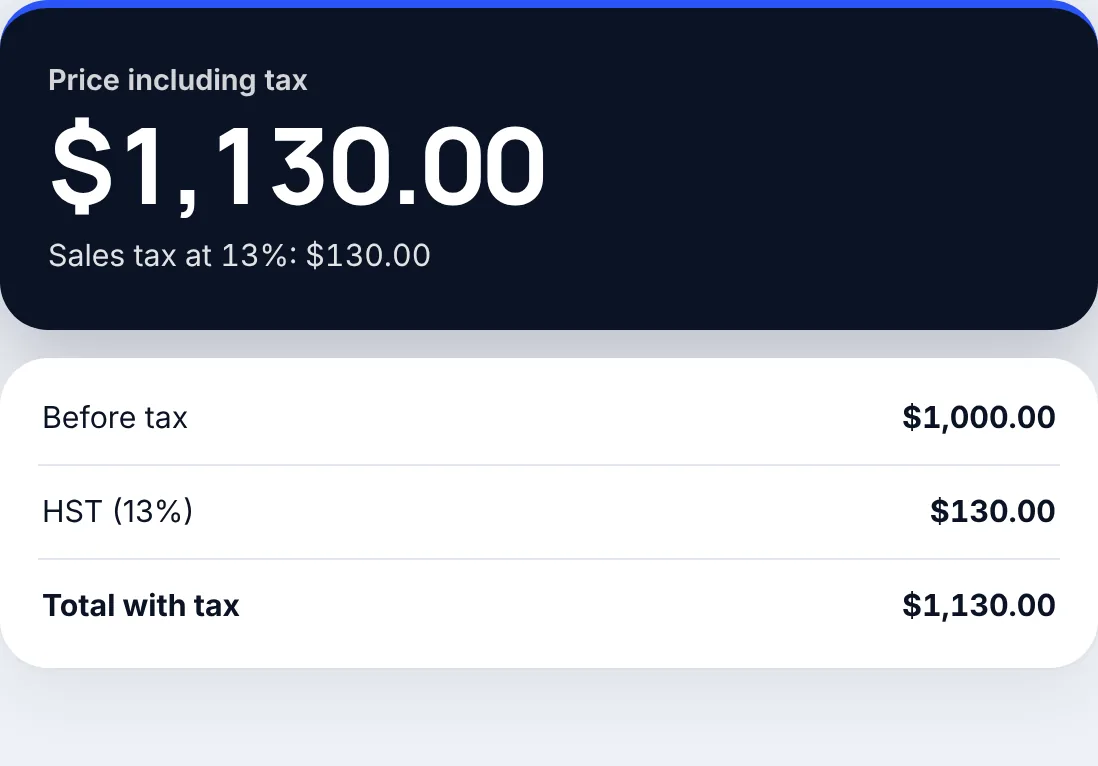 Price including tax
$1,130.00
Sales tax at 13%: $130.00
Before tax $1,000.00
HST (13%) $130.00
Total with tax $1,130.00